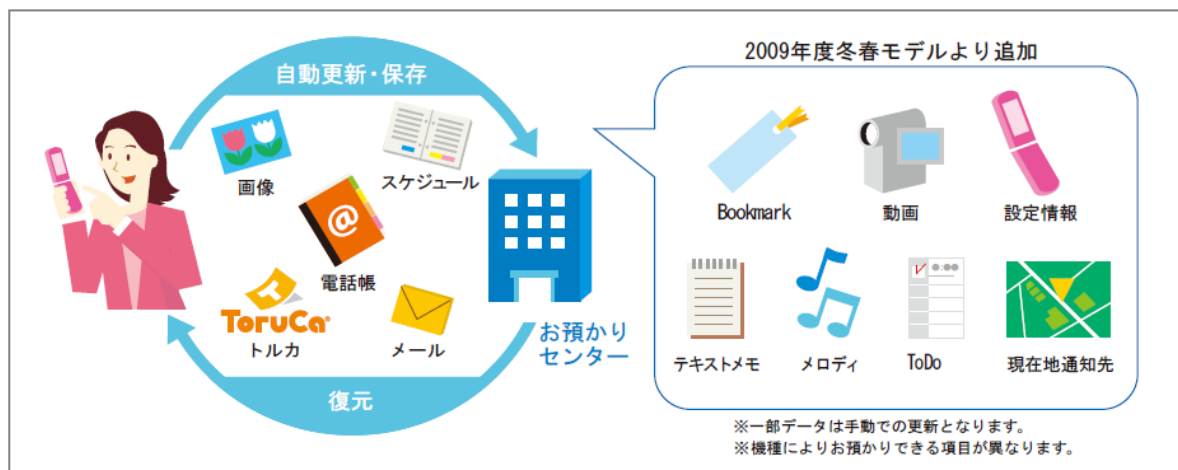 自動更新・保存
画像
スケジュール
@
電話帳
ToruCa®
トルカ
メール
お預かり
センター
復元
2009年度冬春モデルより追加
Bookmark
動画
設定情報
テキストメモ
メロディ
ToDo
現在地通知先
※一部データは手動での更新となります。
※機種によりお預かりできる項目が異なります。